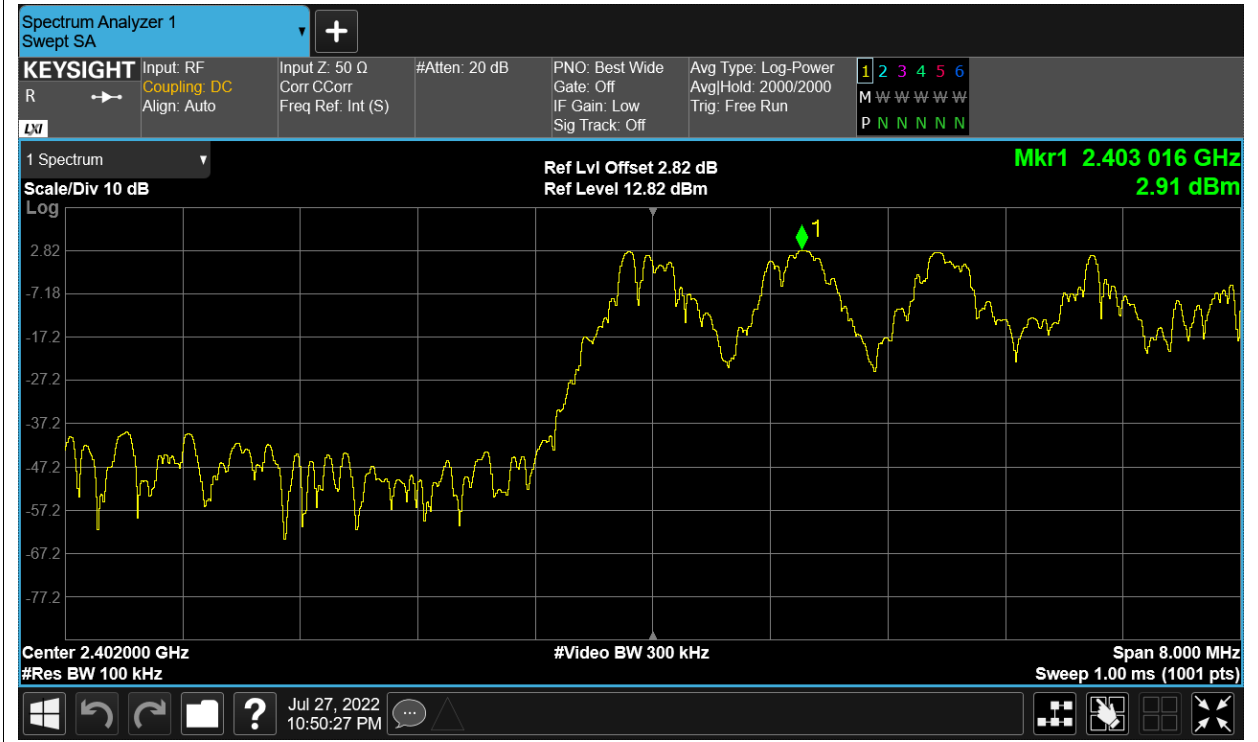 Spectrum Analyzer 1
Swept SA
KEYSIGHT
R
LXI
Input: RF
Coupling: DC
Align: Auto
Input Z: 50 Ω
Corr CCorr
Freq Ref: Int (S)
#Atten: 20 dB
PNO: Best Wide
Gate: Off
IF Gain: Low
Sig Track: Off
Avg Type: Log-Power
Avg|Hold: 2000/2000
Trig: Free Run
1 2 3 4 5 6
M W W W W W W
P N N N N N N
1 Spectrum
Scale/Div 10 dB
Log
Ref Lvl Offset 2.82 dB
Ref Level 12.82 dBm
Mkr1 2.403 016 GHz
2.91 dBm
1
2.82
-7.18
-17.2
-27.2
-37.2
-47.2
-57.2
-67.2
-77.2
Center 2.402000 GHz
#Res BW 100 kHz
#Video BW 300 kHz
Span 8.000 MHz
Sweep 1.00 ms (1001 pts)
?
Jul 27, 2022
10:50:27 PM